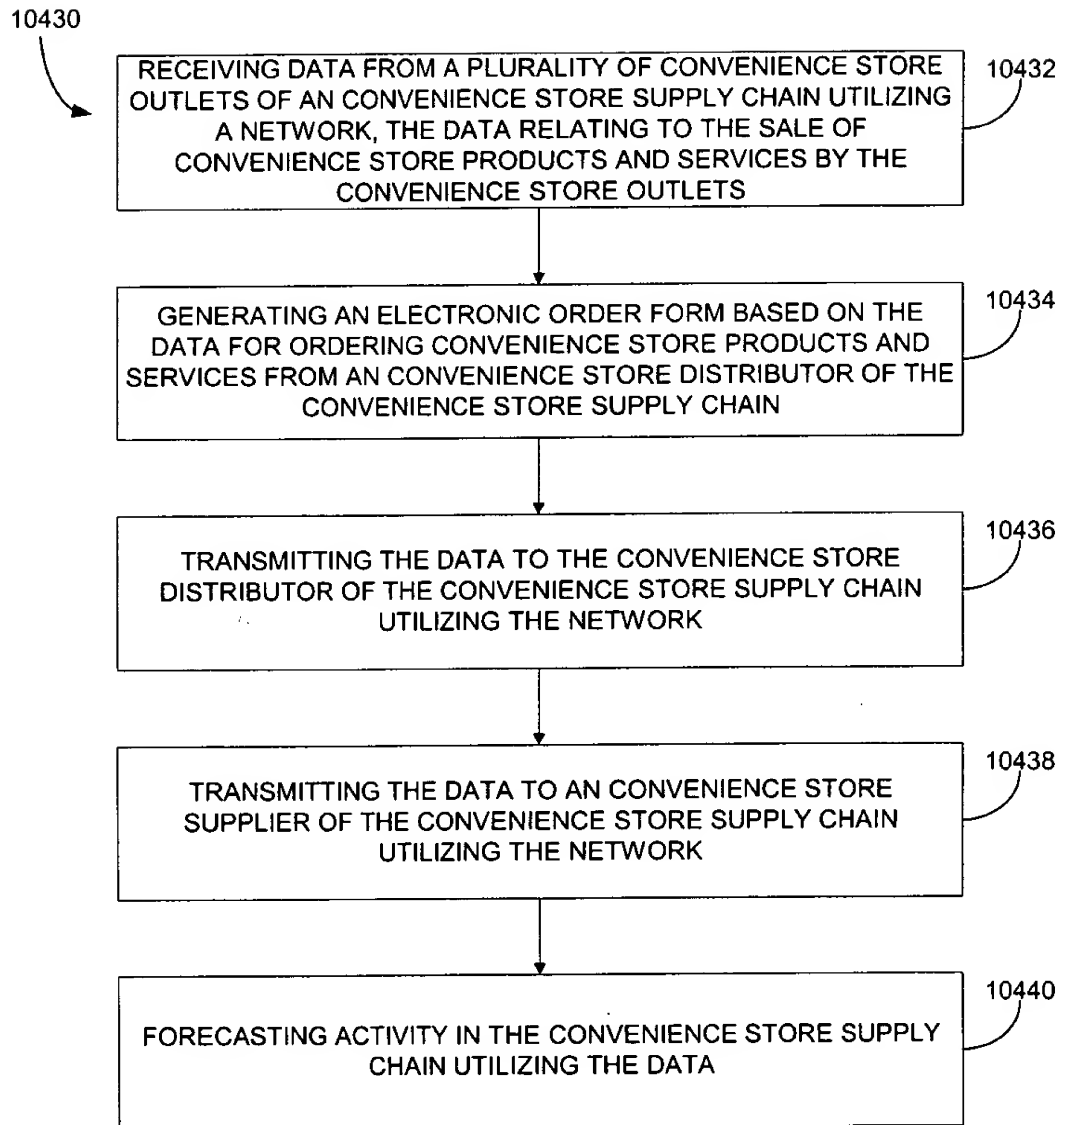 10430
RECEIVING DATA FROM A PLURALITY OF CONVENIENCE STORE
OUTLETS OF AN CONVENIENCE STORE SUPPLY CHAIN UTILIZING
A NETWORK, THE DATA RELATING TO THE SALE OF
CONVENIENCE STORE PRODUCTS AND SERVICES BY THE
CONVENIENCE STORE OUTLETS
10432
GENERATING AN ELECTRONIC ORDER FORM BASED ON THE
DATA FOR ORDERING CONVENIENCE STORE PRODUCTS AND
SERVICES FROM AN CONVENIENCE STORE DISTRIBUTOR OF THE
CONVENIENCE STORE SUPPLY CHAIN
10434
TRANSMITTING THE DATA TO THE CONVENIENCE STORE
DISTRIBUTOR OF THE CONVENIENCE STORE SUPPLY CHAIN
UTILIZING THE NETWORK
10436
TRANSMITTING THE DATA TO AN CONVENIENCE STORE
SUPPLIER OF THE CONVENIENCE STORE SUPPLY CHAIN
UTILIZING THE NETWORK
10438
FORECASTING ACTIVITY IN THE CONVENIENCE STORE SUPPLY
CHAIN UTILIZING THE DATA
10440